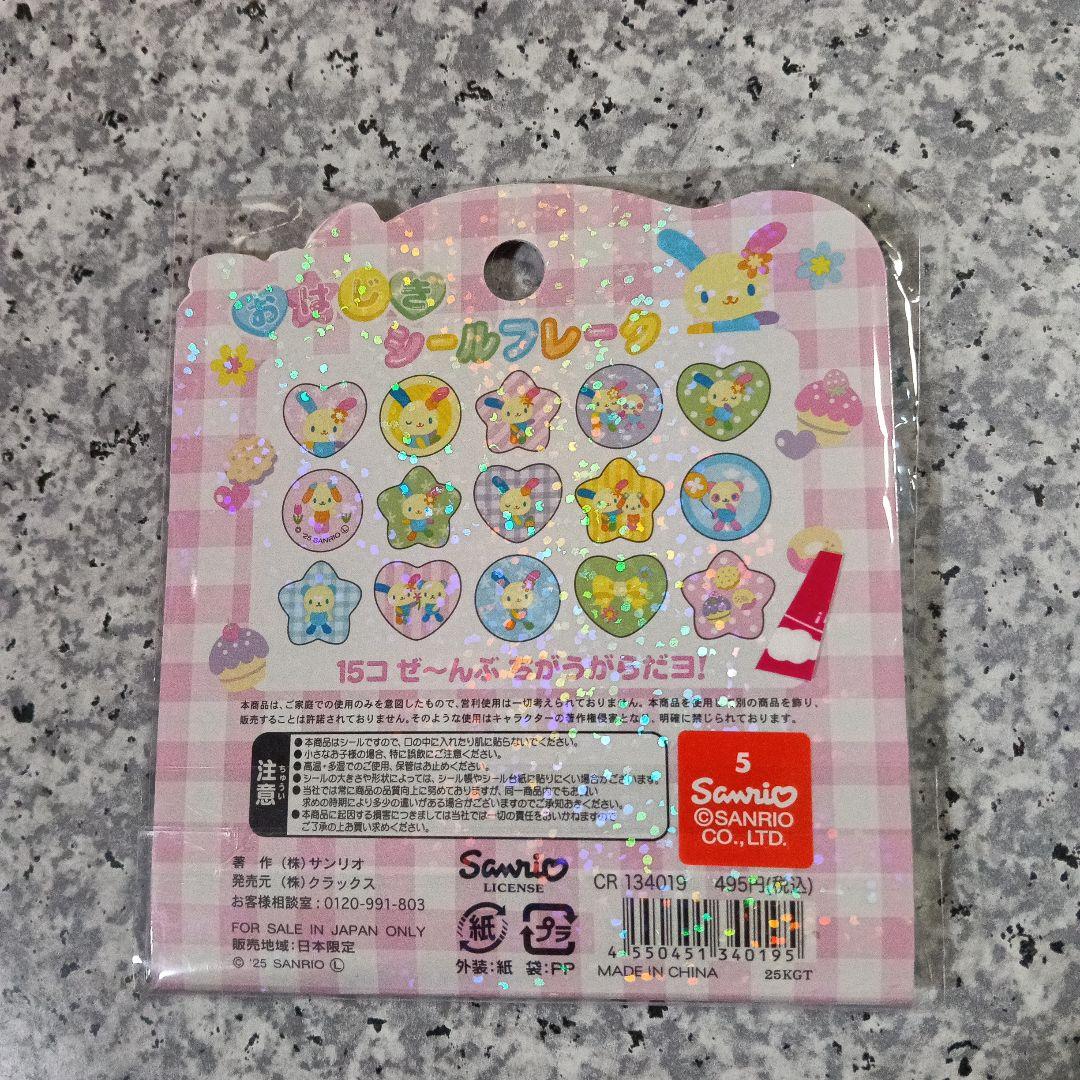 おはじき
シールフレーク
© '25 SANRIO Ⓛ
15コ ぜ〜んぶ ちがうがらだヨ!
本商品は、ご家庭での使用のみを意図したもので、営利使用は一切考えられておりません。本商品を使用し、別の商品を飾り、
販売することは許諾されておりません。そのような使用はキャラクターの著作権侵害となり、明確に禁じられております。
注意
ちゅうい
●本商品はシールですので、口の中に入れたり肌に貼らないでください。
●小さなお子様の場合、特に誤飲にご注意ください。
●高温・多湿でのご使用、保管はお止めください。
●シールの大きさや形状によっては、シール帳やシール台紙に貼りにくい場合がございます。
●当社では常に商品の品質向上に努めておりますが、同一商品内でもお買い
求めの時期により多少の違いがある場合がございますのでご承知おきください。
●本商品に起因する損害につきましては当社では一切の責任をおいかねますので
ご了承の上お買い求めください。
5
Sanrio
©SANRIO
CO., LTD.
著 作 (株)サンリオ
発売元 (株)クラックス
お客様相談室:0120-991-803
FOR SALE IN JAPAN ONLY
販売地域:日本限定
© '25 SANRIO Ⓛ
Sanrio
LICENSE
紙
プラ
外装:紙 袋:PP
CR 134019 495円(税込)
4 550451 340195
MADE IN CHINA 25KGT